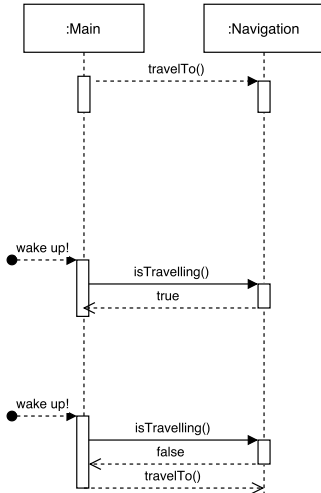 :Main
:Navigation
travelTo()
wake up!
isTravelling()
true
wake up!
isTravelling()
false
travelTo()